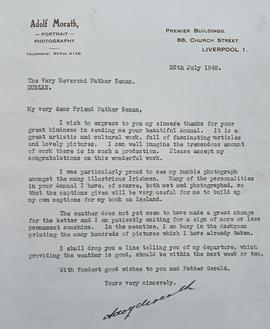 Adolf Morath,
- PORTRAIT -
PHOTOGRAPHY
TELEPHONE: ROYAL 4126
PREMIER BUILDINGS,
88, CHURCH STREET,
LIVERPOOL 1.
20th July 1948.
The Very Reverend Father Senan,
DUBLIN.
My very dear Friend Father Senan,
I wish to express to you my sincere thanks for your
great kindness in sending me your beautiful Annual. It is a
great artistic and cultural work, full of fascinating articles
and lovely pictures. I can well imagine the tremendous amount
of work there is in such a production. Please accept my
congratulations on this wonderful work.
I was particularly proud to see my humble photograph
amongst the many illustrious Irishmen. Many of the personalities
in your Annual I have, of course, both met and photographed, so
that the captions given will be very useful for me to build up
my own captions for my book on Ireland.
The weather does not yet seem to have made a great change
for the better and I am patiently waiting for a sign of more or less
permanent sunshine. In the meantime, I am busy in the darkroom
printing the many hundreds of pictures which I have already taken.
I shall drop you a line telling you of my departure, which
providing the weather is good, should be within the next week or two.
With fondest good wishes to you and Father Gerald.
Yours very sincerely,